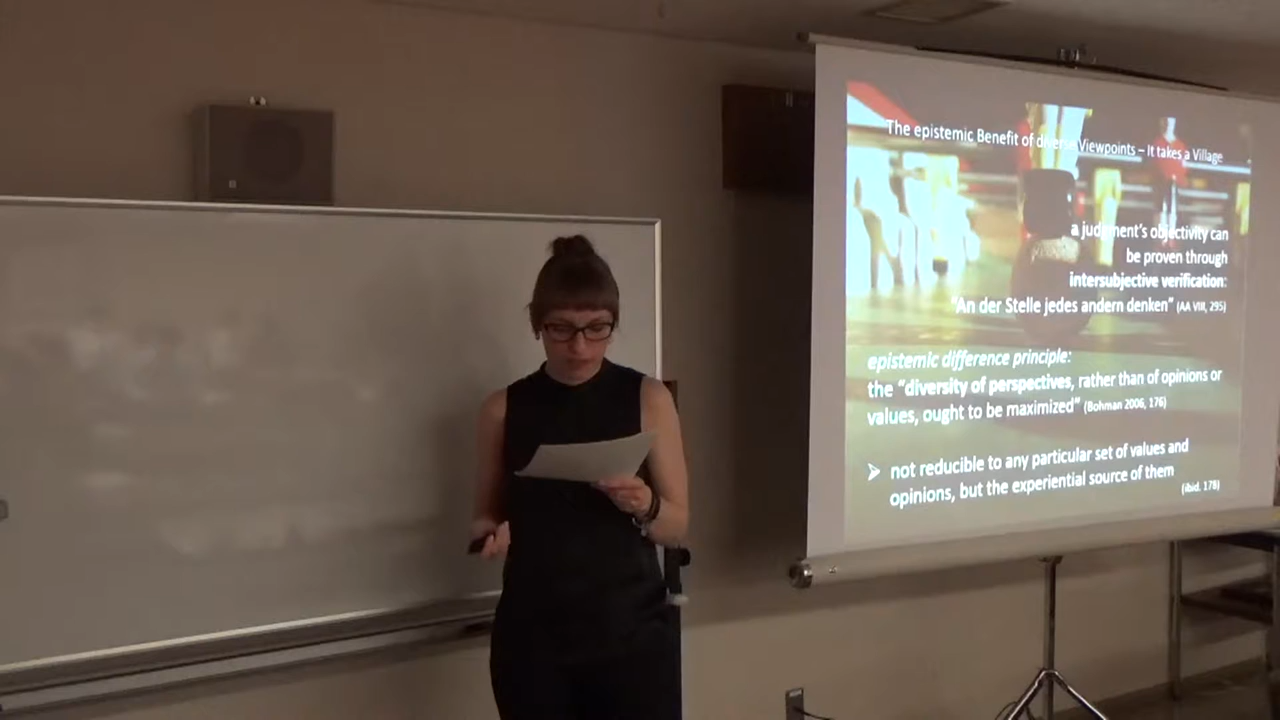 The epistemic Benefit of diverse Viewpoints – It takes a Village
a judgment's objectivity can
be proven through
intersubjective verification:
"An der Stelle jedes andern denken" (AA VIII, 295)
epistemic difference principle:
the "diversity of perspectives, rather than of opinions or
values, ought to be maximized" (Bohman 2006, 176)
➢ not reducible to any particular set of values and
opinions, but the experiential source of them
(ibid. 178)